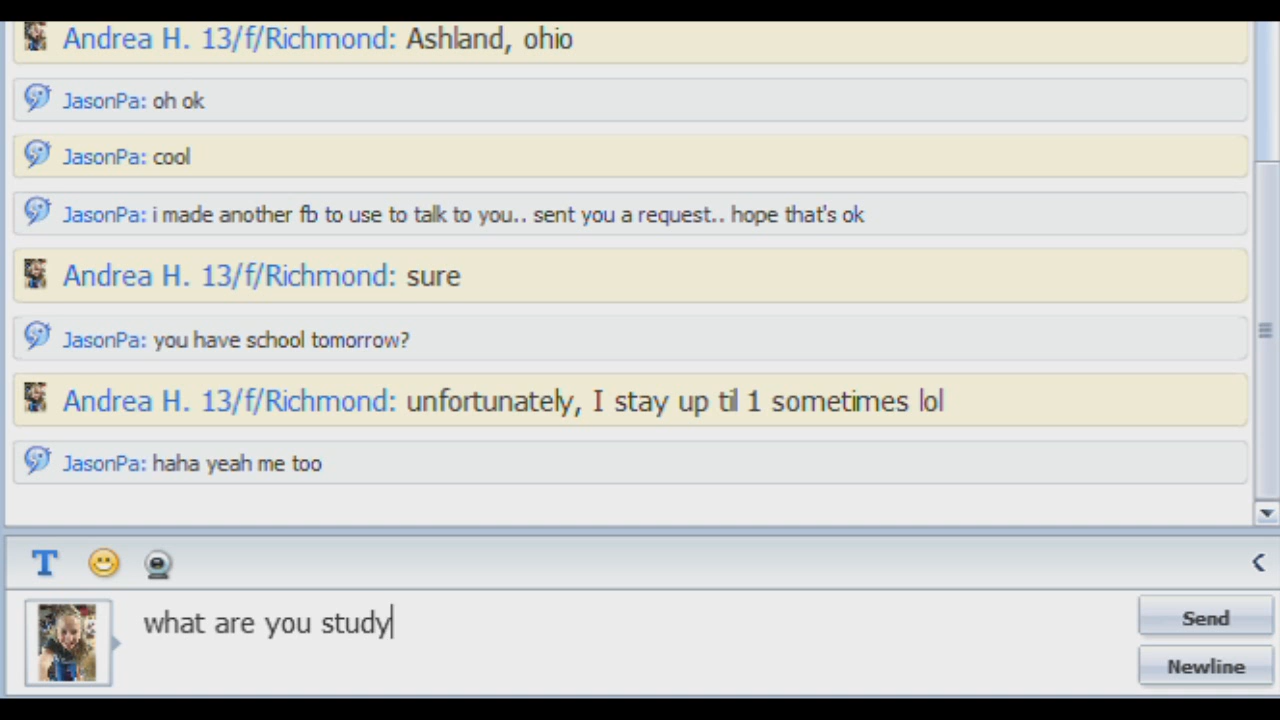 Andrea H. 13/f/Richmond: Ashland, ohio
JasonPa: oh ok
JasonPa: cool
JasonPa: i made another fb to use to talk to you.. sent you a request.. hope that's ok
Andrea H. 13/f/Richmond: sure
JasonPa: you have school tomorrow?
Andrea H. 13/f/Richmond: unfortunately, I stay up til 1 sometimes lol
JasonPa: haha yeah me too
T
what are you study
Send
Newline